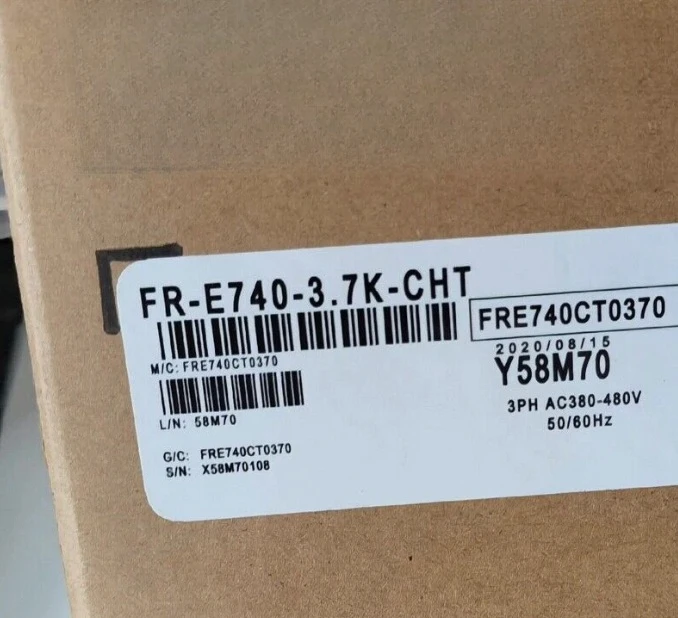 FR-E740-3.7K-CHT
FRE740CT0370
M/C: FRE740CT0370
2020/08/15
Y58M70
L/N: 58M70
3PH AC380-480V
50/60Hz
G/C: FRE740CT0370
S/N: X58M70108